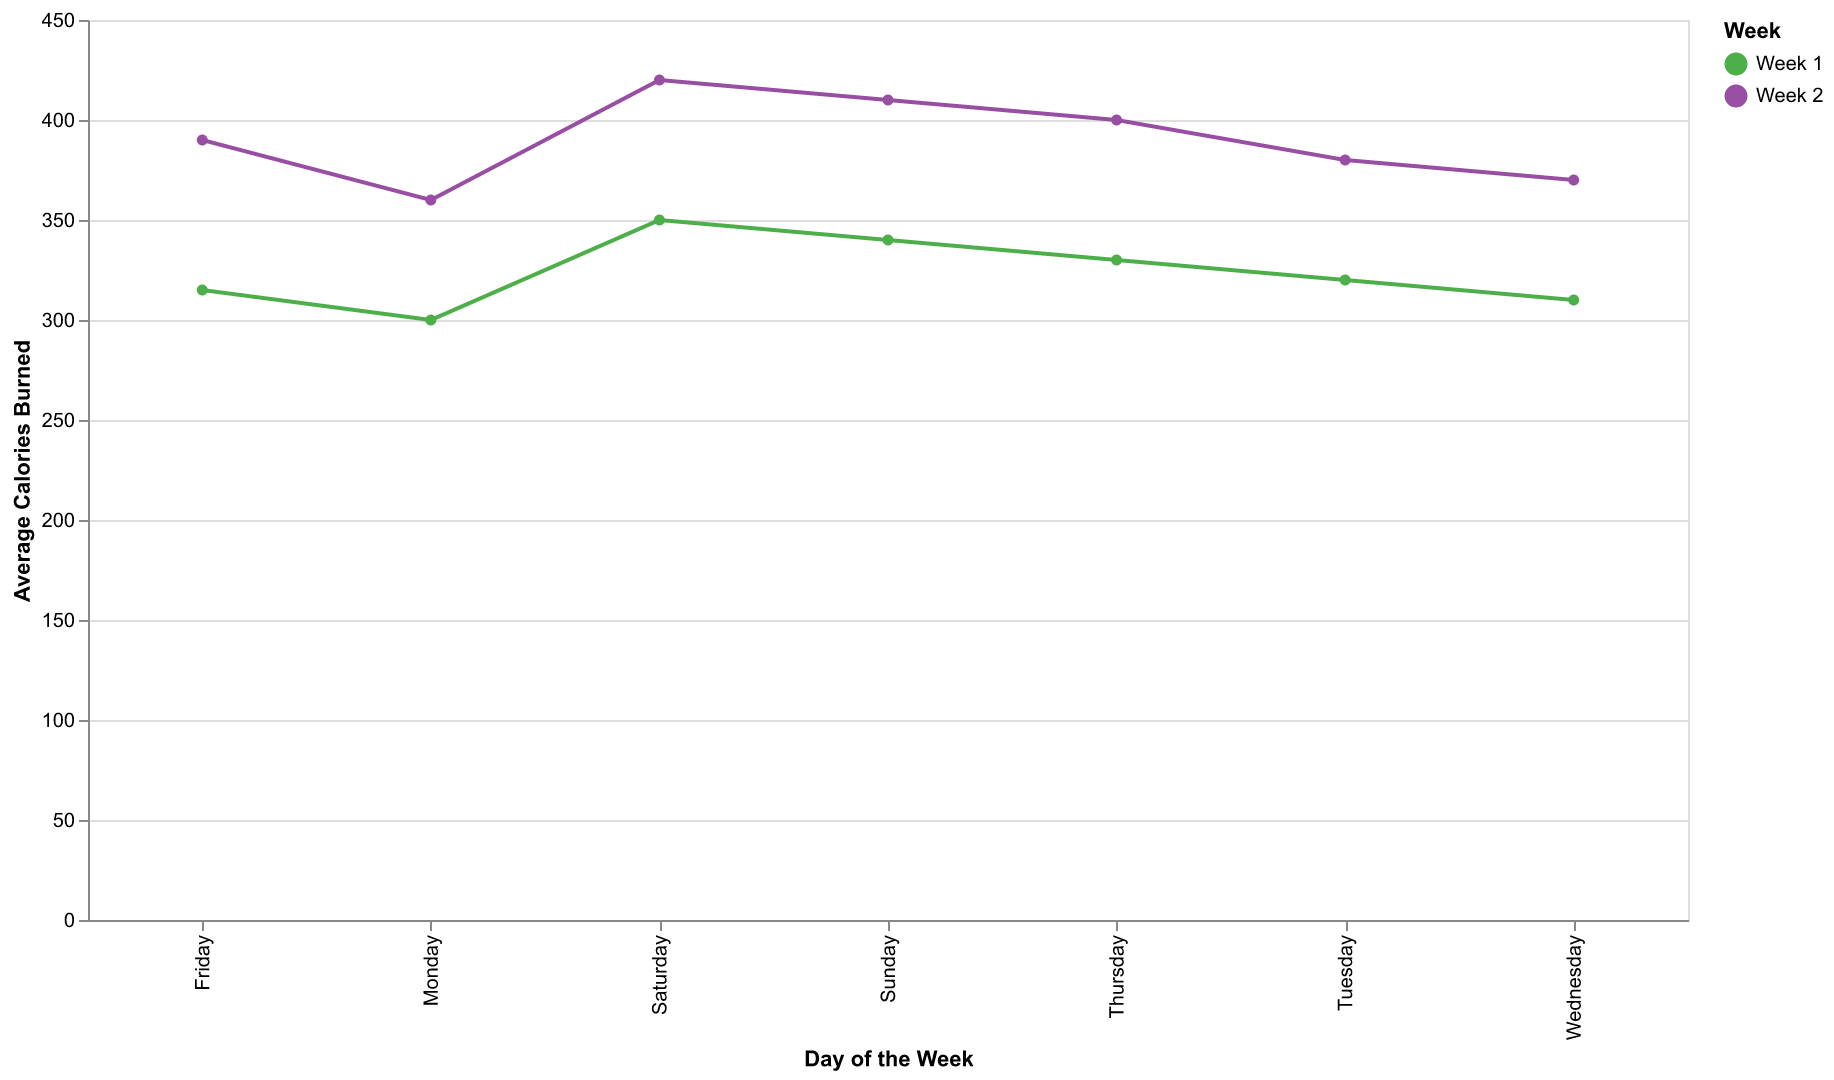 450
400
350
300
250
200
150
100
50
0
Average Calories Burned
Friday
Monday
Saturday
Sunday
Thursday
Tuesday
Wednesday
Day of the Week
Week
Week 1
Week 2